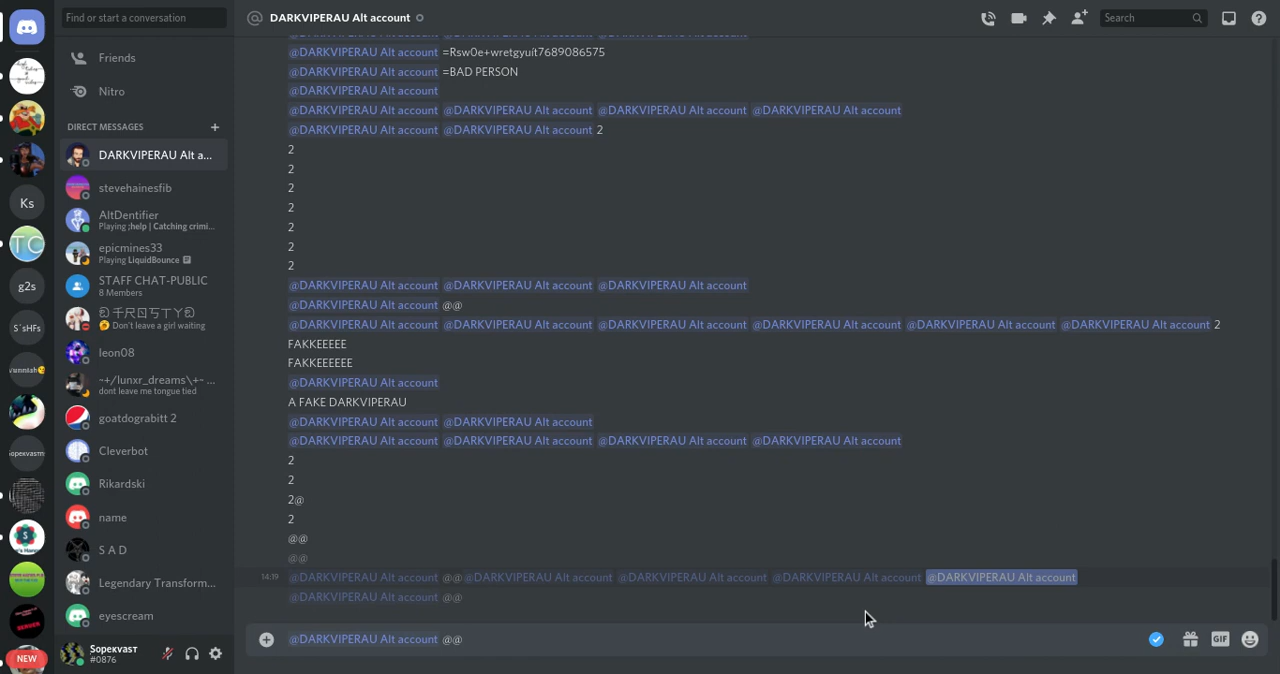 Find or start a conversation
@ DARKVIPERAU Alt account
Search
Friends
Nitro
DIRECT MESSAGES +
DARKVIPERAU Alt a...
stevehainesfib
AltDentifier
Playing ;help | Catching crimi...
epicmines33
Playing LiquidBounce
STAFF CHAT-PUBLIC
8 Members
Don't leave a girl waiting
leon08
-+/lunxr_dreams\+- ...
dont leave me tongue tied
goatdograbitt 2
Cleverbot
Rikardski
name
S A D
Legendary Transform...
eyescream
Sopekvast
#0876
Ks
TC
g2s
S`sHFs
NEW
@DARKVIPERAU Alt account =Rsw0e+wretgyuít7689086575
@DARKVIPERAU Alt account =BAD PERSON
@DARKVIPERAU Alt account
@DARKVIPERAU Alt account @DARKVIPERAU Alt account @DARKVIPERAU Alt account @DARKVIPERAU Alt account
@DARKVIPERAU Alt account @DARKVIPERAU Alt account 2
2
2
2
2
2
2
2
@DARKVIPERAU Alt account @DARKVIPERAU Alt account @DARKVIPERAU Alt account
@DARKVIPERAU Alt account @@
@DARKVIPERAU Alt account @DARKVIPERAU Alt account @DARKVIPERAU Alt account @DARKVIPERAU Alt account @DARKVIPERAU Alt account @DARKVIPERAU Alt account 2
FAKKEEEEE
FAKKEEEEEE
@DARKVIPERAU Alt account
A FAKE DARKVIPERAU
@DARKVIPERAU Alt account @DARKVIPERAU Alt account
@DARKVIPERAU Alt account @DARKVIPERAU Alt account @DARKVIPERAU Alt account @DARKVIPERAU Alt account
2
2
2@
2
@@
@@
14:19 @DARKVIPERAU Alt account @@@DARKVIPERAU Alt account @DARKVIPERAU Alt account @DARKVIPERAU Alt account @DARKVIPERAU Alt account
@DARKVIPERAU Alt account @@
@DARKVIPERAU Alt account @@
GIF